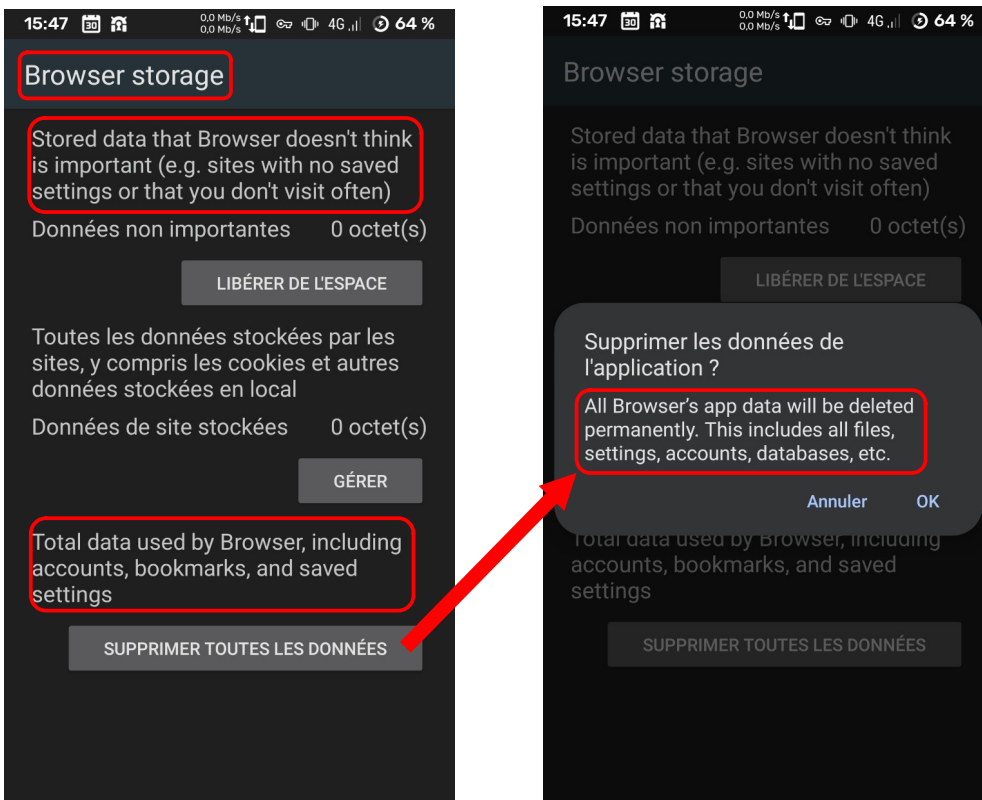 15:47 30 0,0 Mb/s 0,0 Mb/s 4G 64 %
Browser storage
Stored data that Browser doesn't think
is important (e.g. sites with no saved
settings or that you don't visit often)
Données non importantes 0 octet(s)
LIBÉRER DE L'ESPACE
Toutes les données stockées par les
sites, y compris les cookies et autres
données stockées en local
Données de site stockées 0 octet(s)
GÉRER
Total data used by Browser, including
accounts, bookmarks, and saved
settings
SUPPRIMER TOUTES LES DONNÉES
15:47 30 0,0 Mb/s 0,0 Mb/s 4G 64 %
Browser storage
Stored data that Browser doesn't think
is important (e.g. sites with no saved
settings or that you don't visit often)
Données non importantes 0 octet(s)
LIBÉRER DE L'ESPACE
Supprimer les données de
l'application ?
All Browser's app data will be deleted
permanently. This includes all files,
settings, accounts, databases, etc.
Annuler OK
Total data used by Browser, including
accounts, bookmarks, and saved
settings
SUPPRIMER TOUTES LES DONNÉES